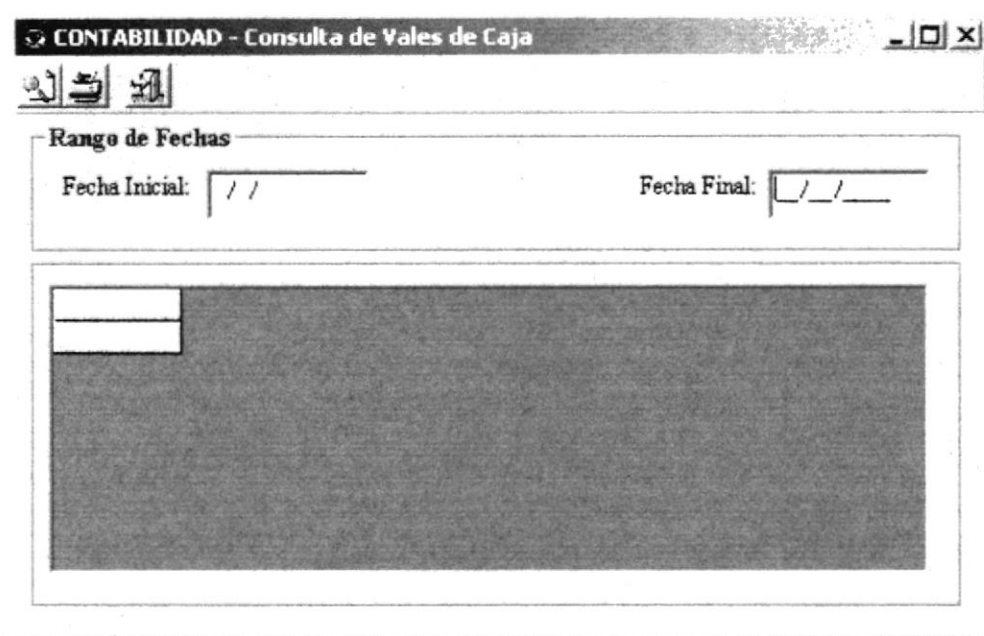 CONTABILIDAD - Consulta de Vales de Caja
Rango de Fechas
Fecha Inicial: / /
Fecha Final: __/__/____